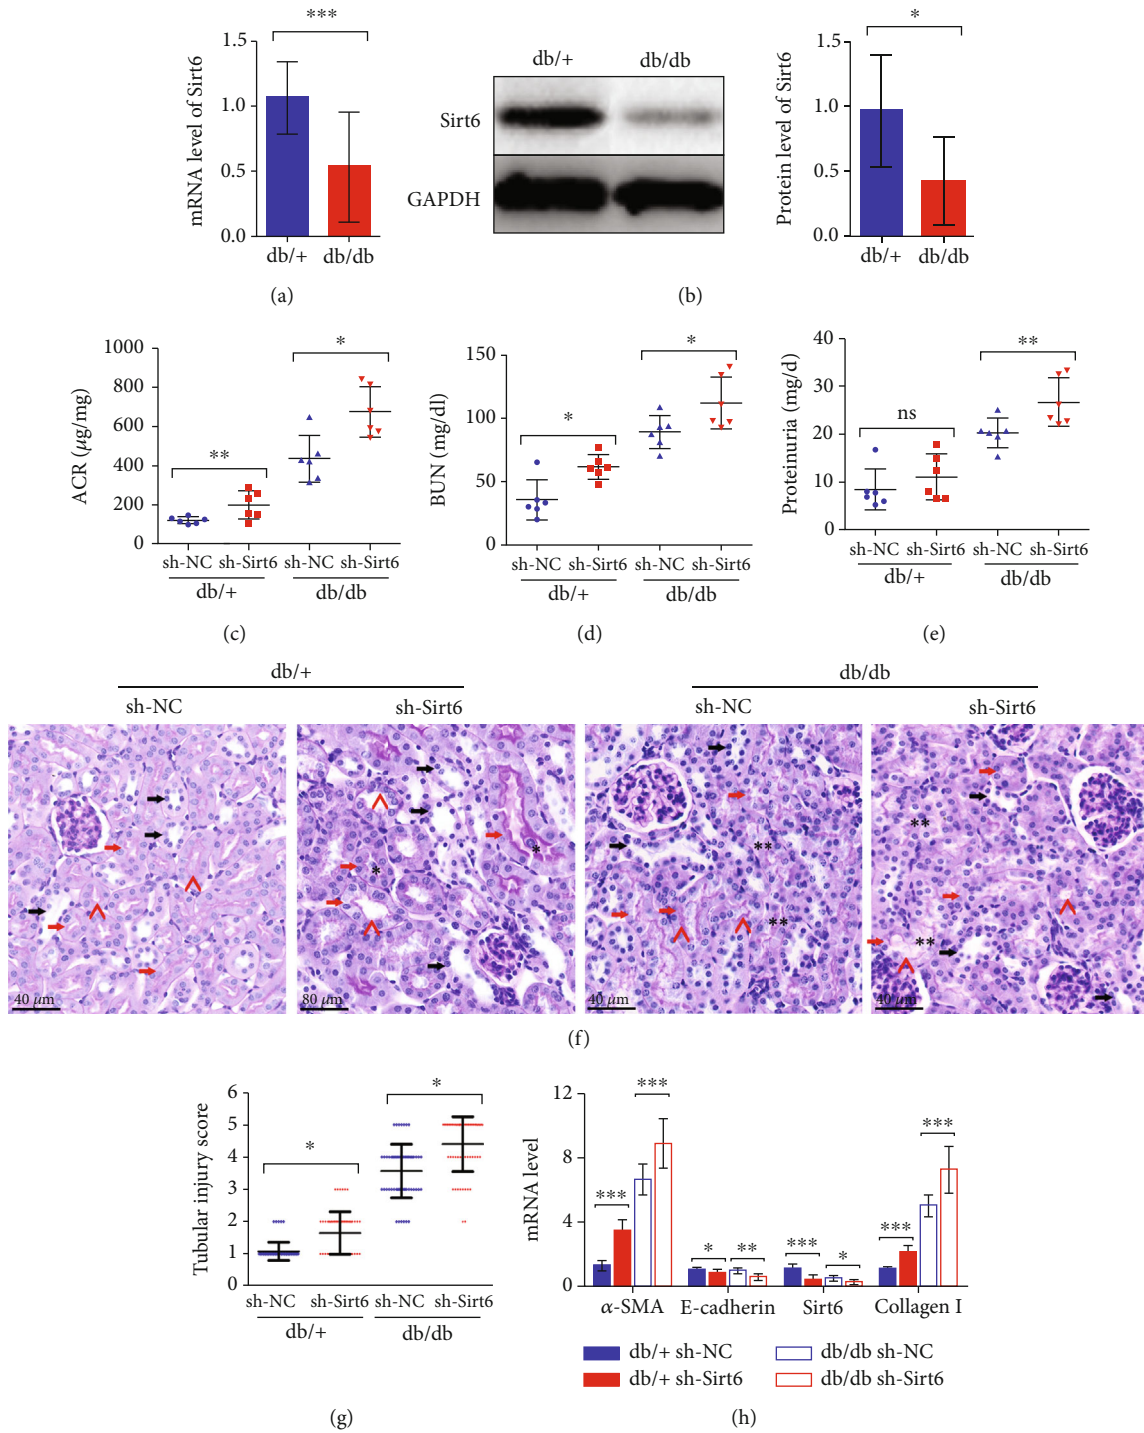 ***
mRNA level of Sirt6
1.5
1.0
0.5
0.0
db/+ db/db
(a)
db/+ db/db
Sirt6
GAPDH
(b)
*
Protein level of Sirt6
1.5
1.0
0.5
0.0
db/+ db/db
ACR (μg/mg)
1000
800
600
400
200
0
**
*
sh-NC sh-Sirt6 sh-NC sh-Sirt6
db/+ db/db
(c)
BUN (mg/dl)
150
100
50
0
*
*
sh-NC sh-Sirt6 sh-NC sh-Sirt6
db/+ db/db
(d)
Proteinuria (mg/d)
40
30
20
10
0
ns
**
sh-NC sh-Sirt6 sh-NC sh-Sirt6
db/+ db/db
(e)
db/+ db/db
sh-NC sh-Sirt6 sh-NC sh-Sirt6
*
*
**
**
**
**
40 μm 80 μm 40 μm 40 μm
(f)
Tubular injury score
6
5
4
3
2
1
0
*
*
sh-NC sh-Sirt6 sh-NC sh-Sirt6
db/+ db/db
(g)
mRNA level
12
8
4
0
*** *** * ** *** * *** ***
α-SMA E-cadherin Sirt6 Collagen I
db/+ sh-NC db/db sh-NC
db/+ sh-Sirt6 db/db sh-Sirt6
(h)